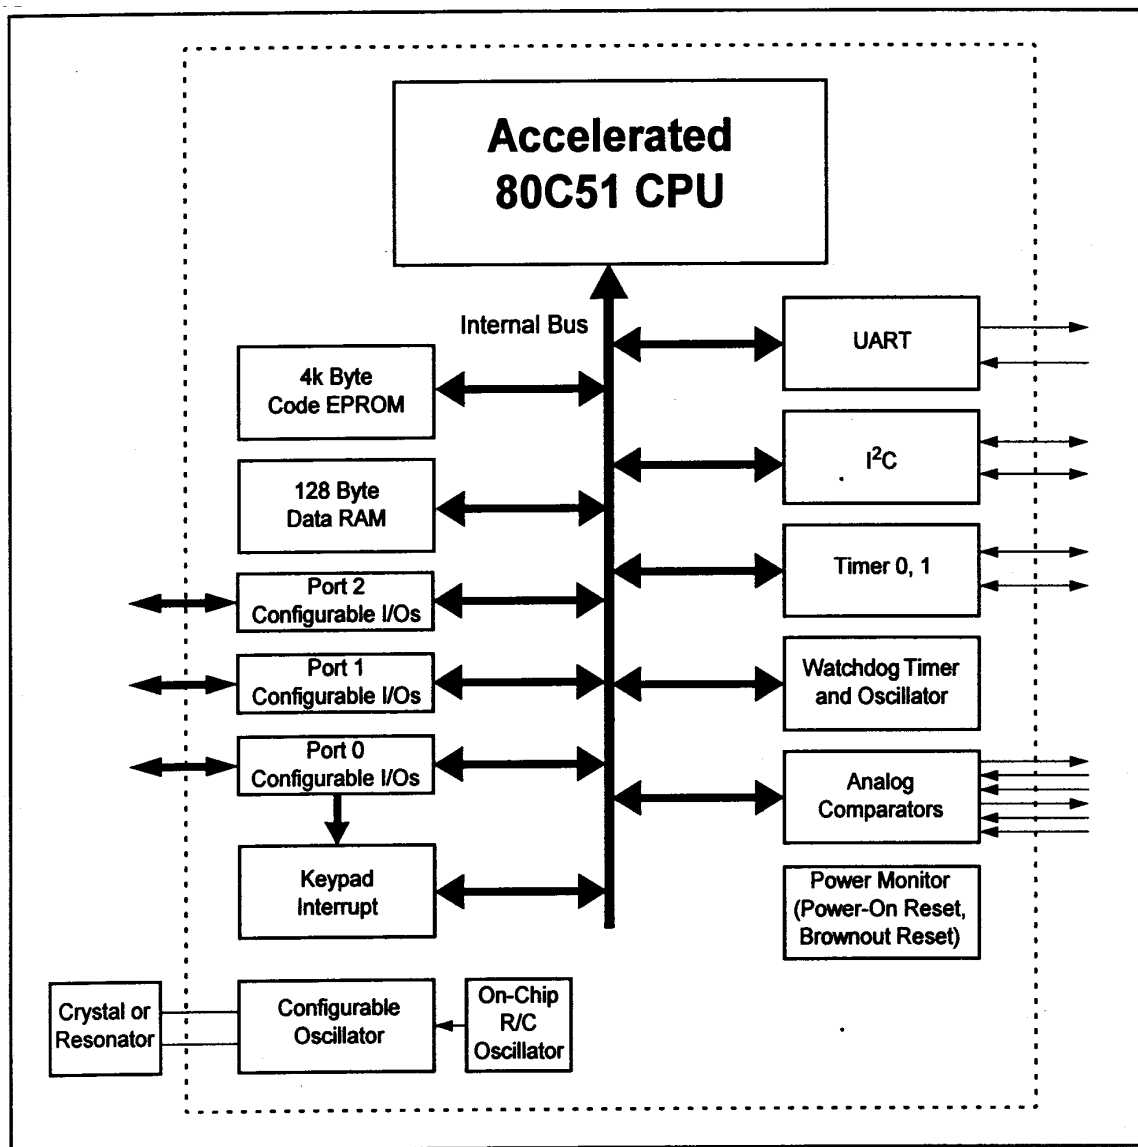 Accelerated
80C51 CPU
Internal Bus
4k Byte
Code EPROM
128 Byte
Data RAM
Port 2
Configurable I/Os
Port 1
Configurable I/Os
Port 0
Configurable I/Os
Keypad
Interrupt
Crystal or
Resonator
Configurable
Oscillator
On-Chip
R/C
Oscillator
UART
I²C
Timer 0, 1
Watchdog Timer
and Oscillator
Analog
Comparators
Power Monitor
(Power-On Reset,
Brownout Reset)